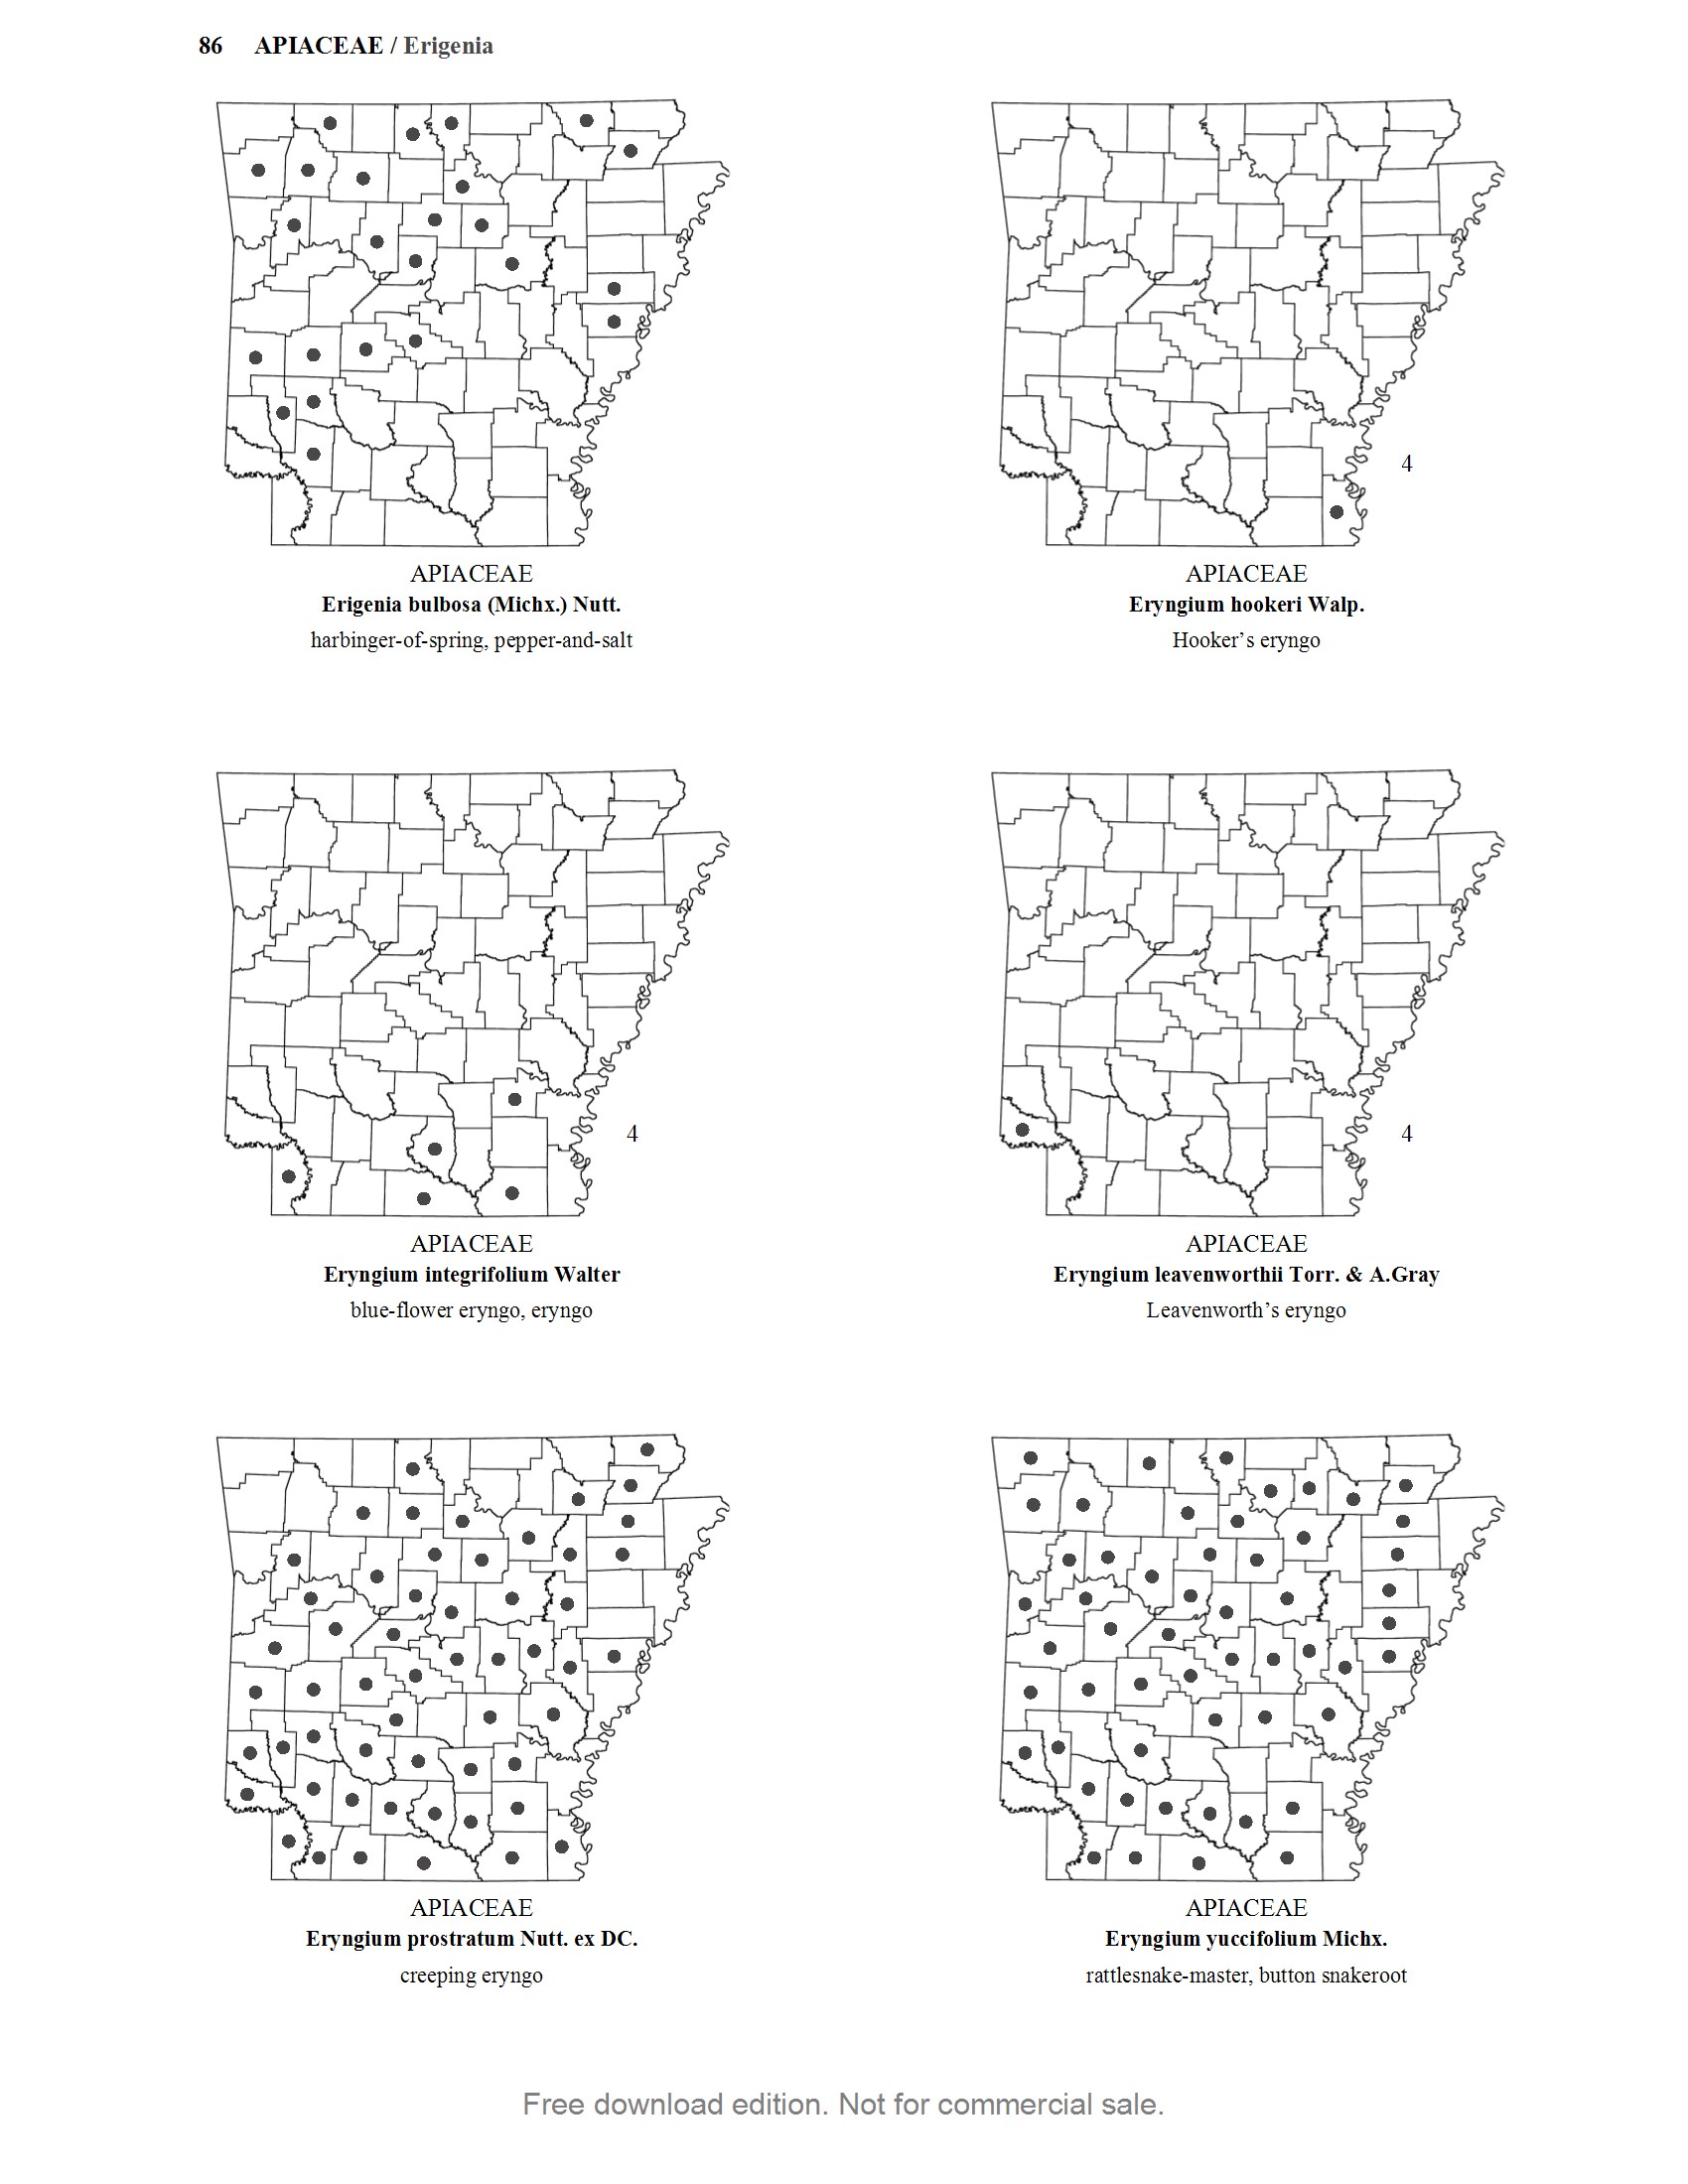 86 APIACEAE / Erigenia
4
APIACEAE
Erigenia bulbosa (Michx.) Nutt.
harbinger-of-spring, pepper-and-salt
APIACEAE
Eryngium hookeri Walp.
Hooker’s eryngo
4
4
APIACEAE
Eryngium integrifolium Walter
blue-flower eryngo, eryngo
APIACEAE
Eryngium leavenworthii Torr. & A.Gray
Leavenworth’s eryngo
APIACEAE
Eryngium prostratum Nutt. ex DC.
creeping eryngo
APIACEAE
Eryngium yuccifolium Michx.
rattlesnake-master, button snakeroot
Free download edition. Not for commercial sale.